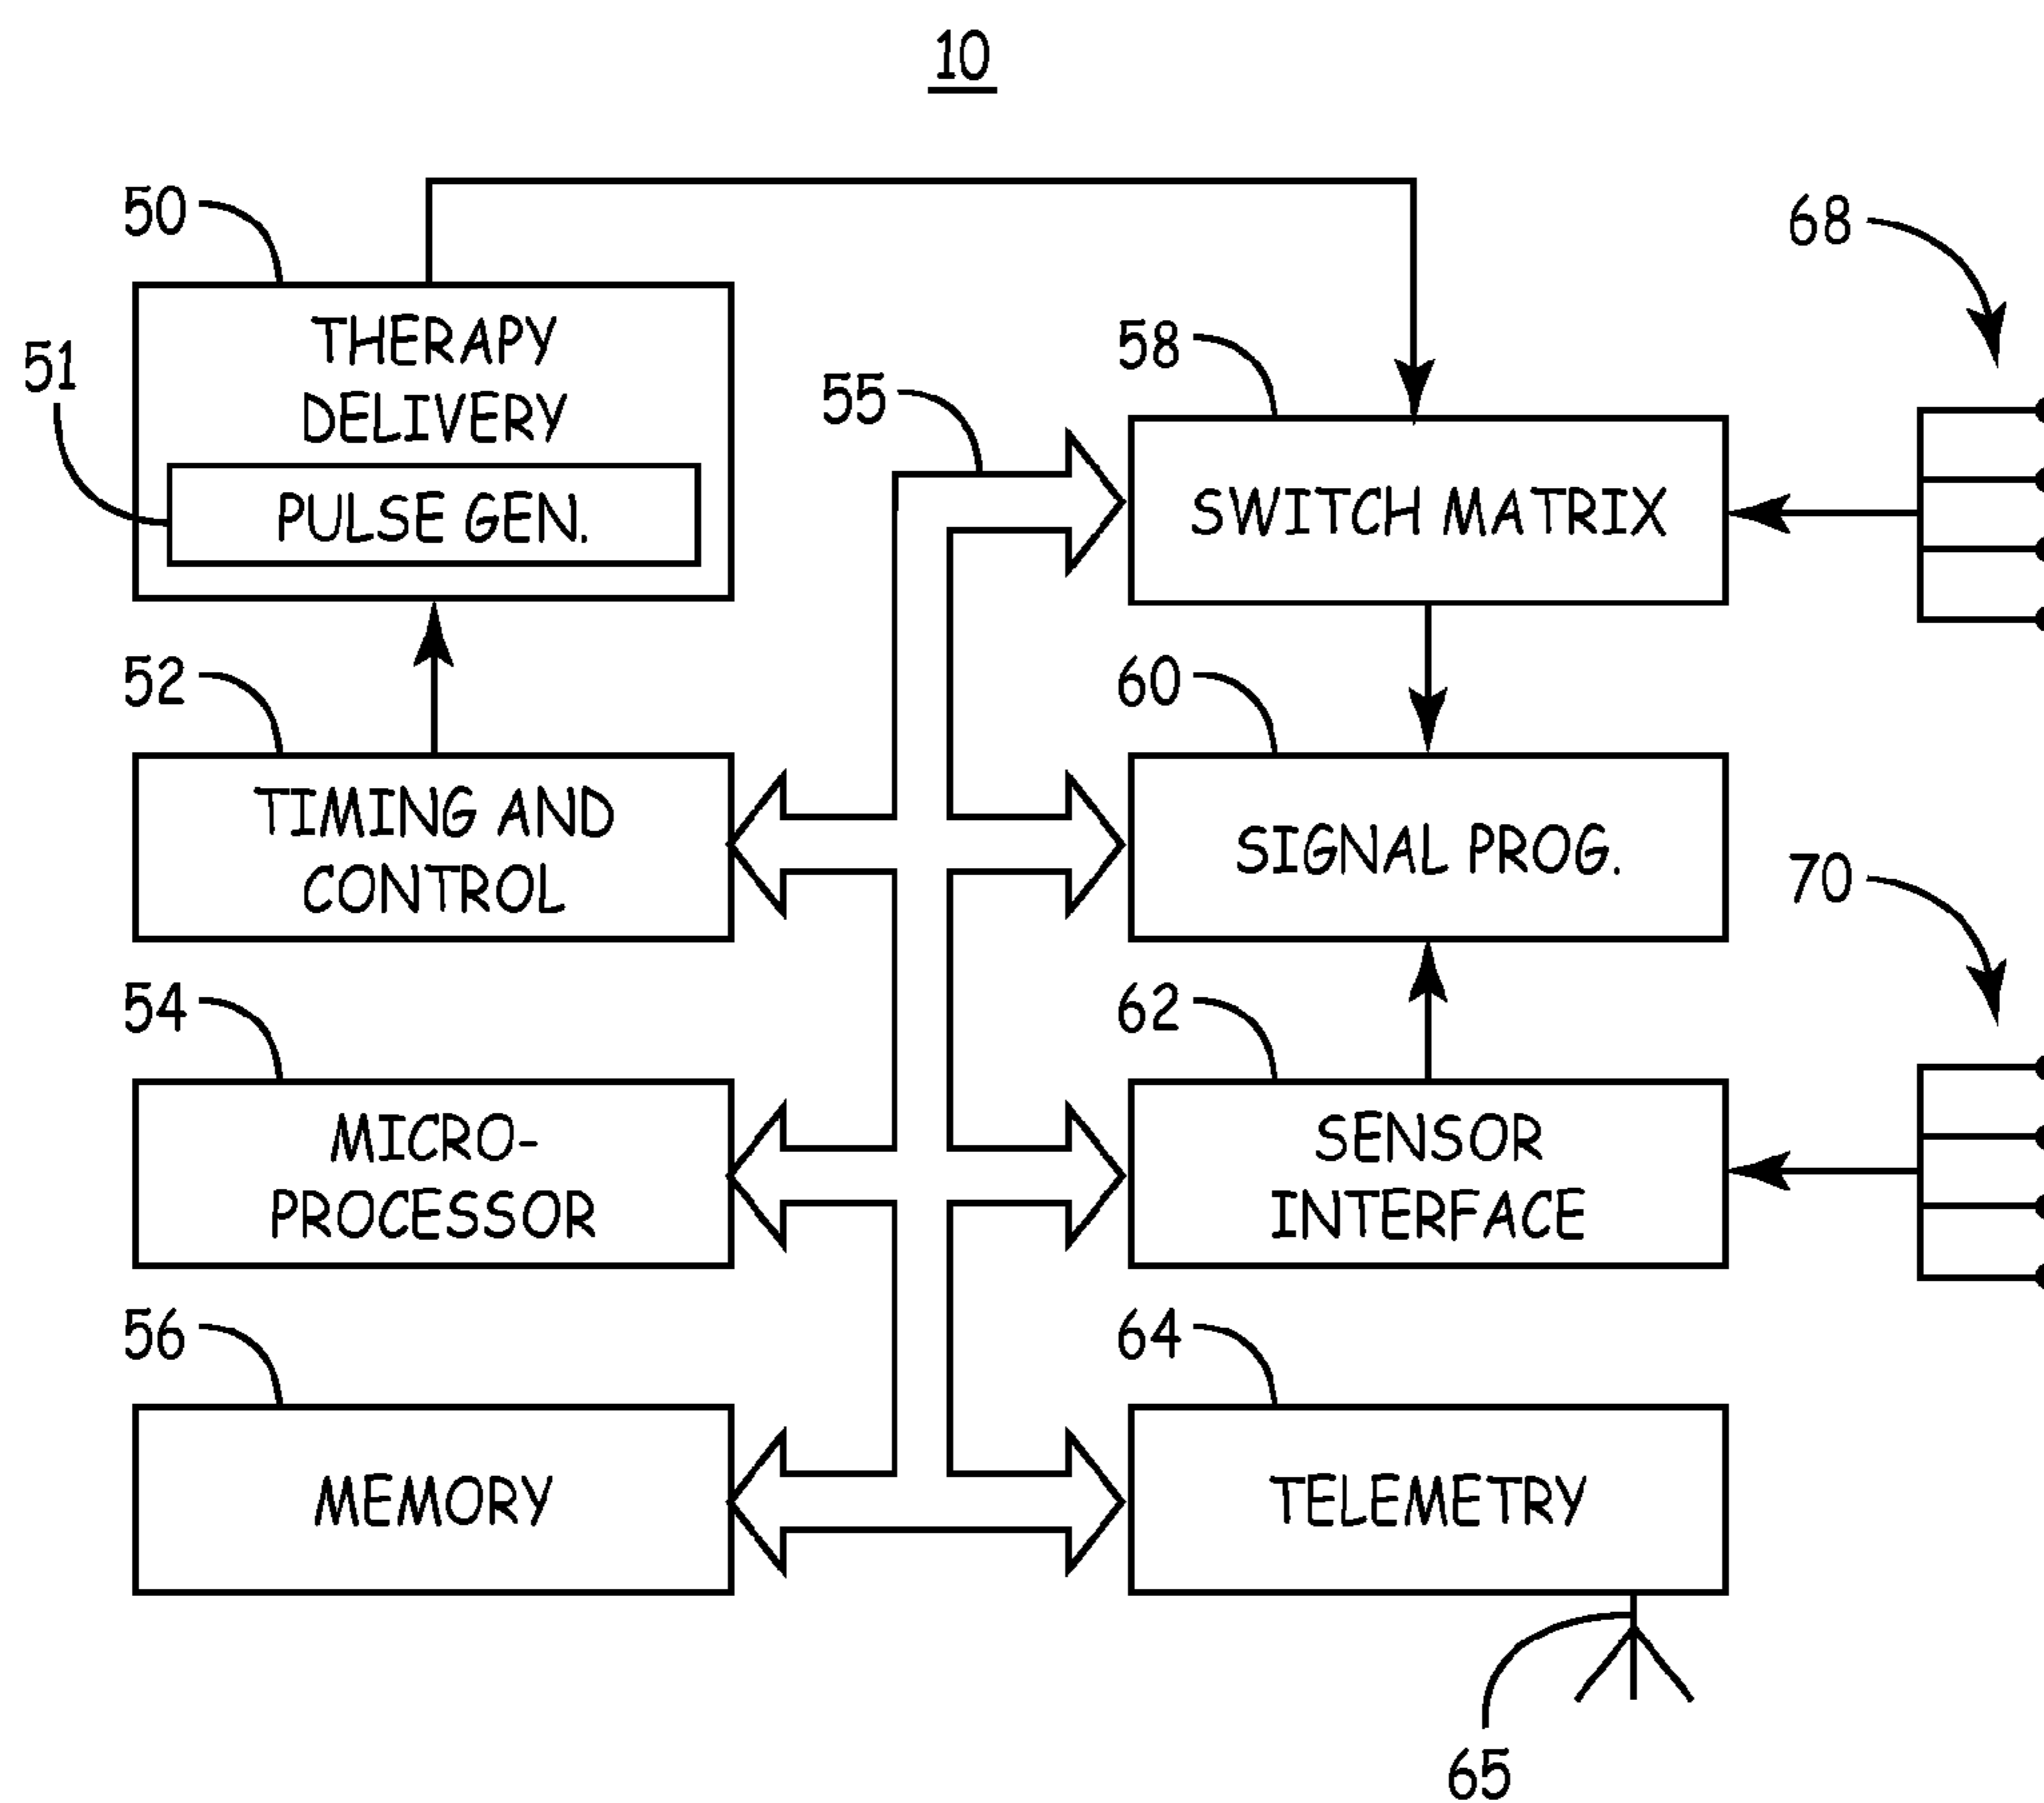 10
50
THERAPY
DELIVERY
51
PULSE GEN.
52
TIMING AND
CONTROL
54
MICRO-
PROCESSOR
56
MEMORY
55
58
SWITCH MATRIX
60
SIGNAL PROG.
62
SENSOR
INTERFACE
64
TELEMETRY
65
68
70